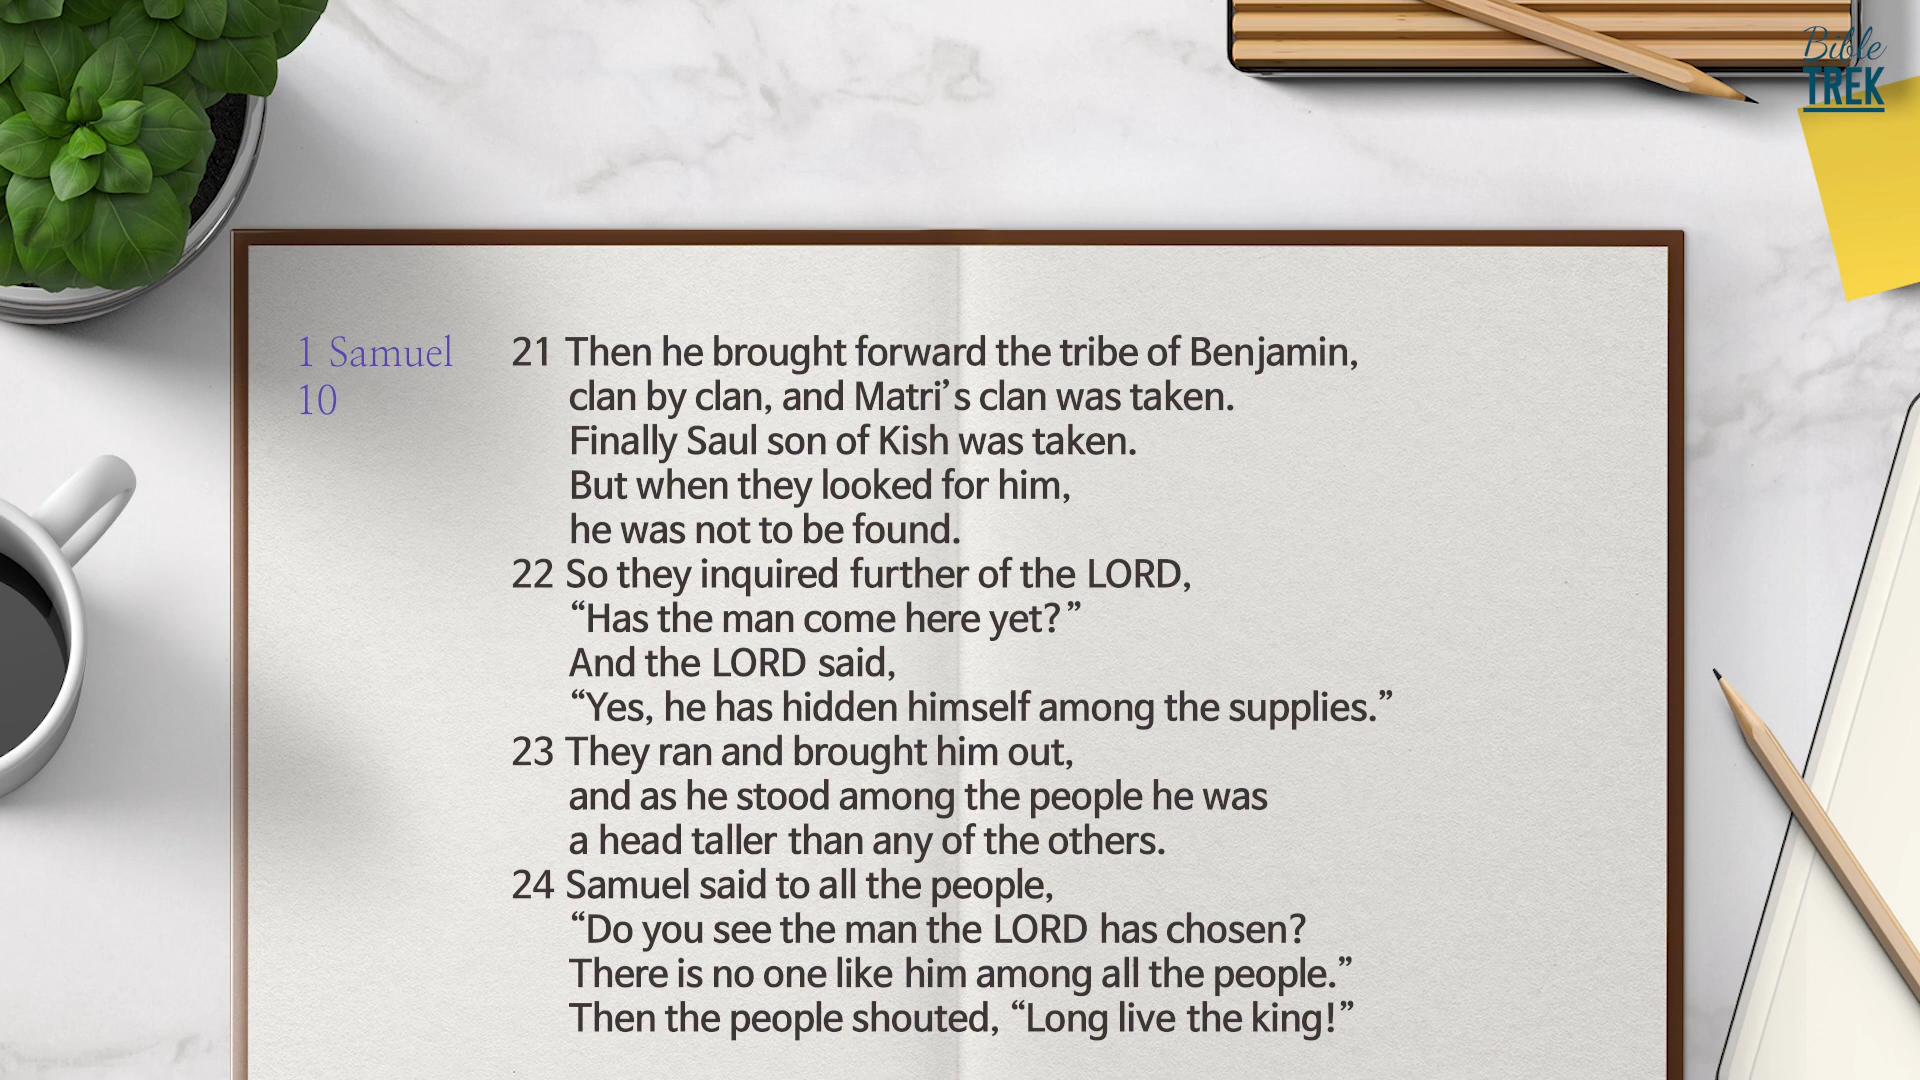 Bible
TREK
1 Samuel
10
21 Then he brought forward the tribe of Benjamin,
clan by clan, and Matri’s clan was taken.
Finally Saul son of Kish was taken.
But when they looked for him,
he was not to be found.
22 So they inquired further of the LORD,
“Has the man come here yet?”
And the LORD said,
“Yes, he has hidden himself among the supplies.”
23 They ran and brought him out,
and as he stood among the people he was
a head taller than any of the others.
24 Samuel said to all the people,
“Do you see the man the LORD has chosen?
There is no one like him among all the people.”
Then the people shouted, “Long live the king!”